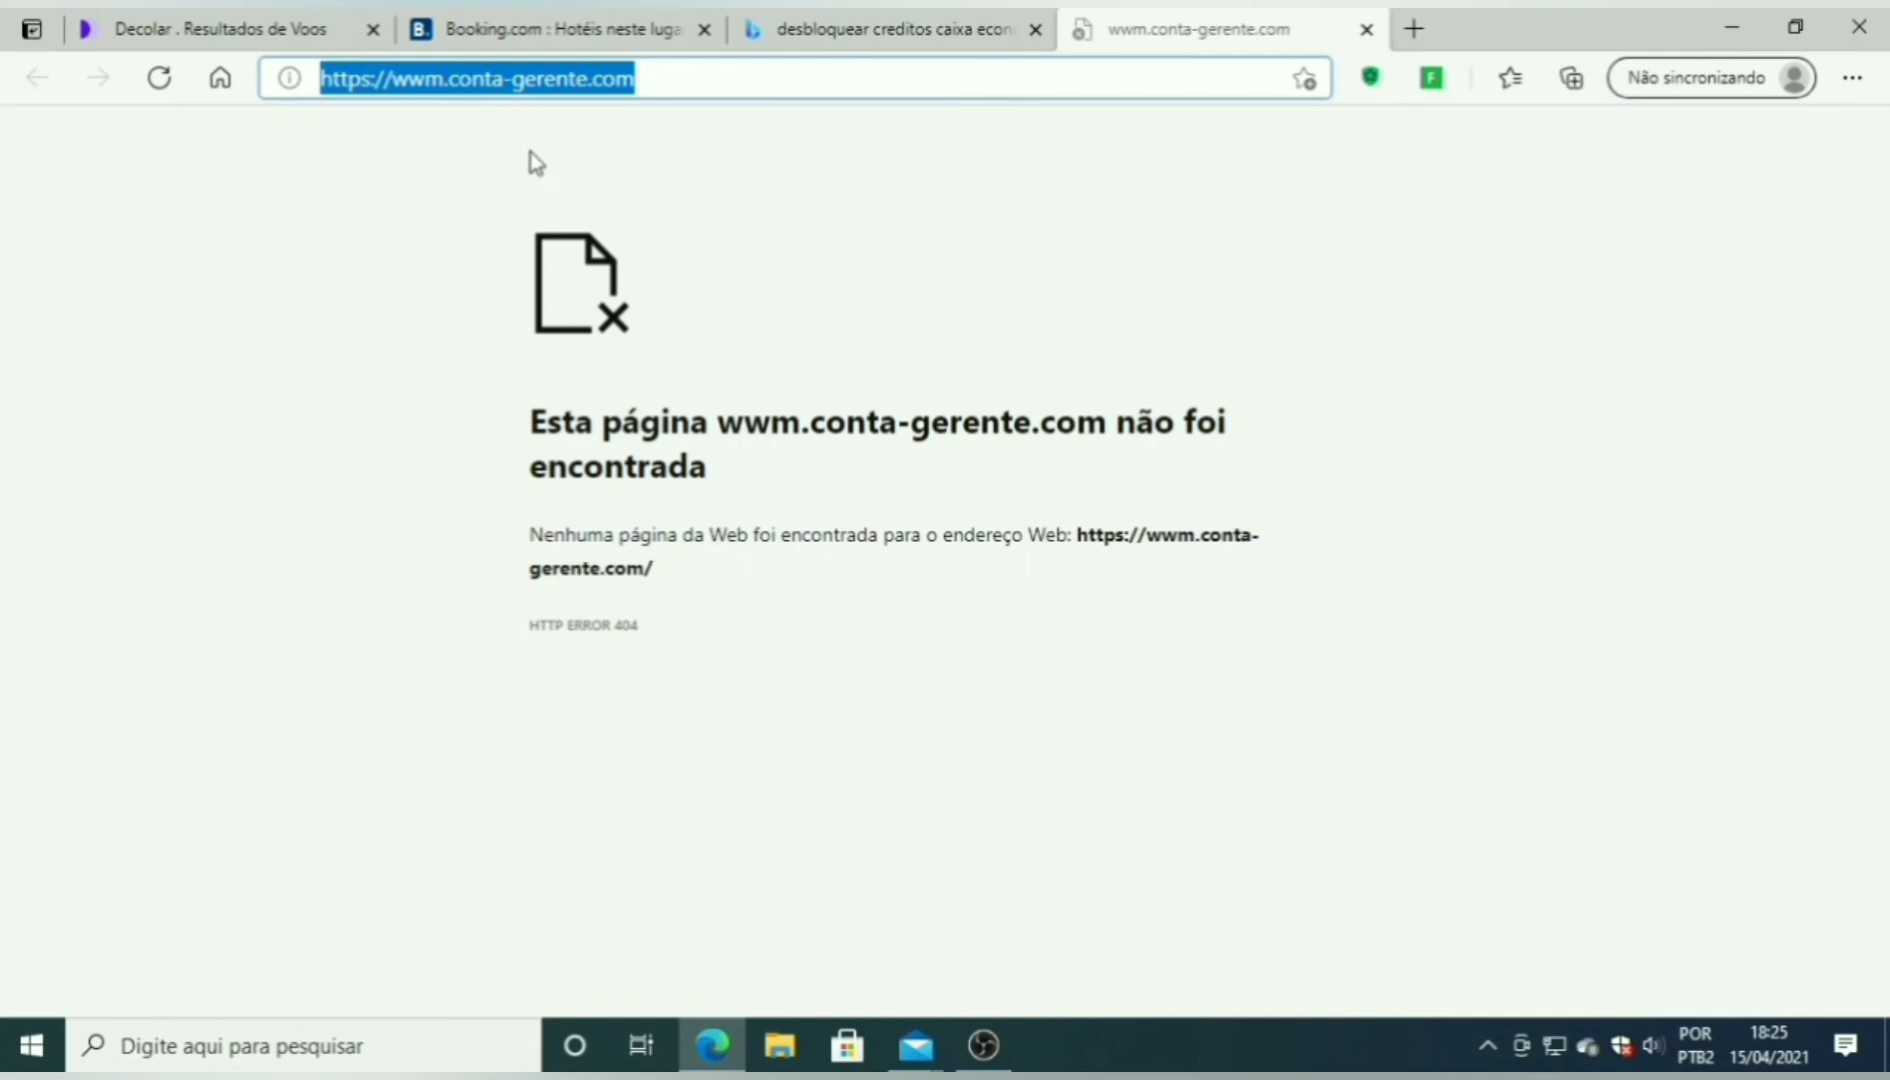 Decolar . Resultados de Voos
B.
Booking.com : Hotéis neste luga
desbloquear creditos caixa econ
wwm.conta-gerente.com
https://wwm.conta-gerente.com
F
Não sincronizando
Esta página wwm.conta-gerente.com não foi
encontrada
Nenhuma página da Web foi encontrada para o endereço Web: https://wwm.conta-
gerente.com/
HTTP ERROR 404
Digite aqui para pesquisar
POR
PTB2
18:25
15/04/2021